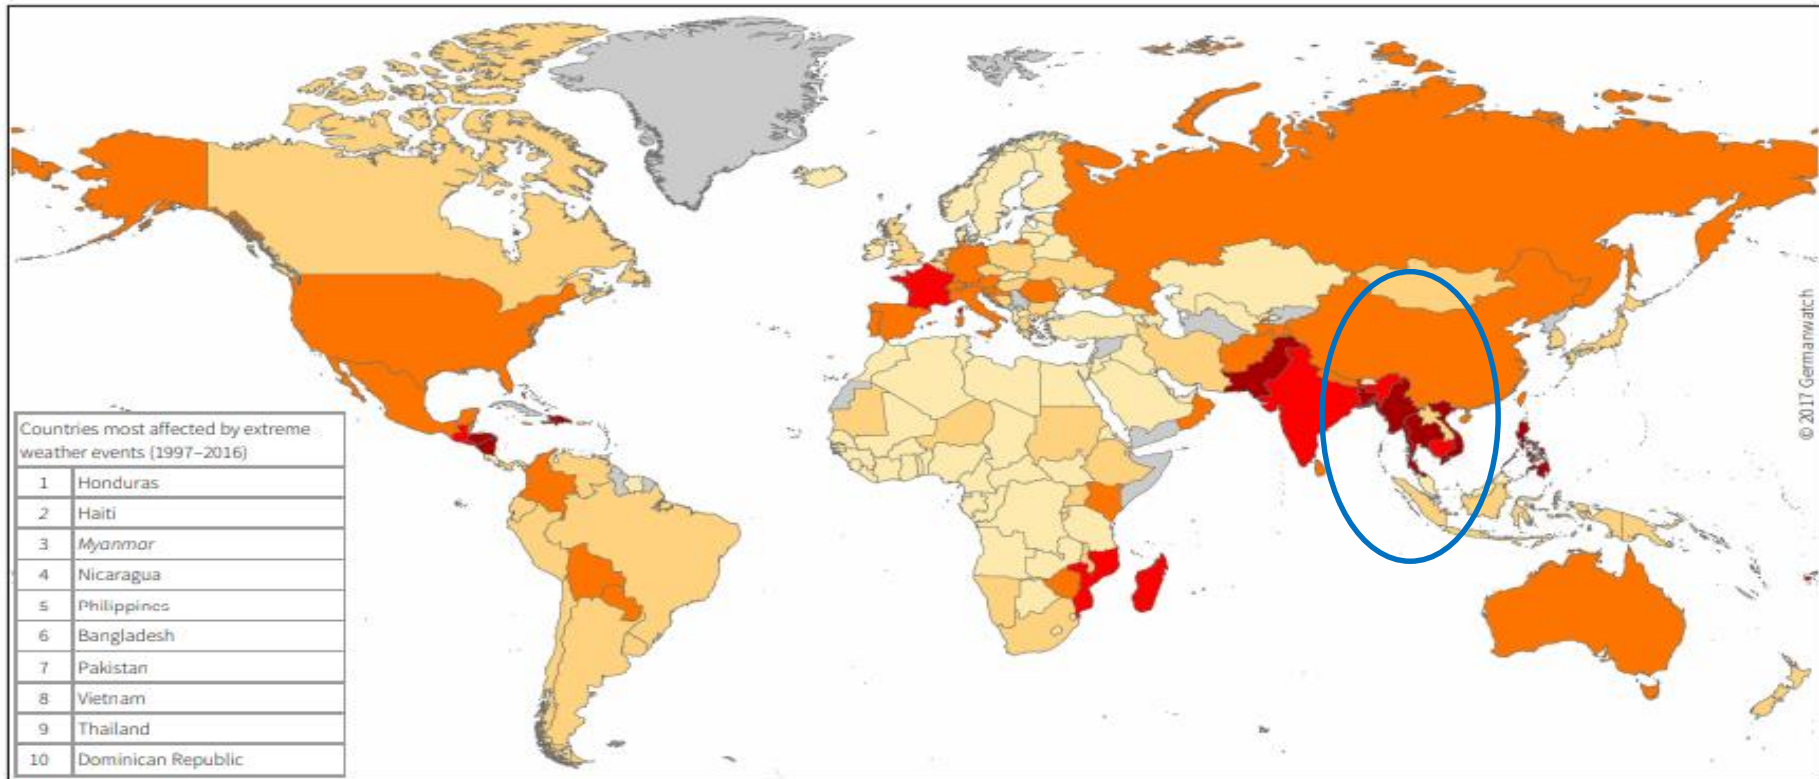 Countries most affected by extreme
weather events (1997–2016)
1 Honduras
2 Haiti
3 Myanmar
4 Nicaragua
5 Philippines
6 Bangladesh
7 Pakistan
8 Vietnam
9 Thailand
10 Dominican Republic
© 2017 Germanwatch